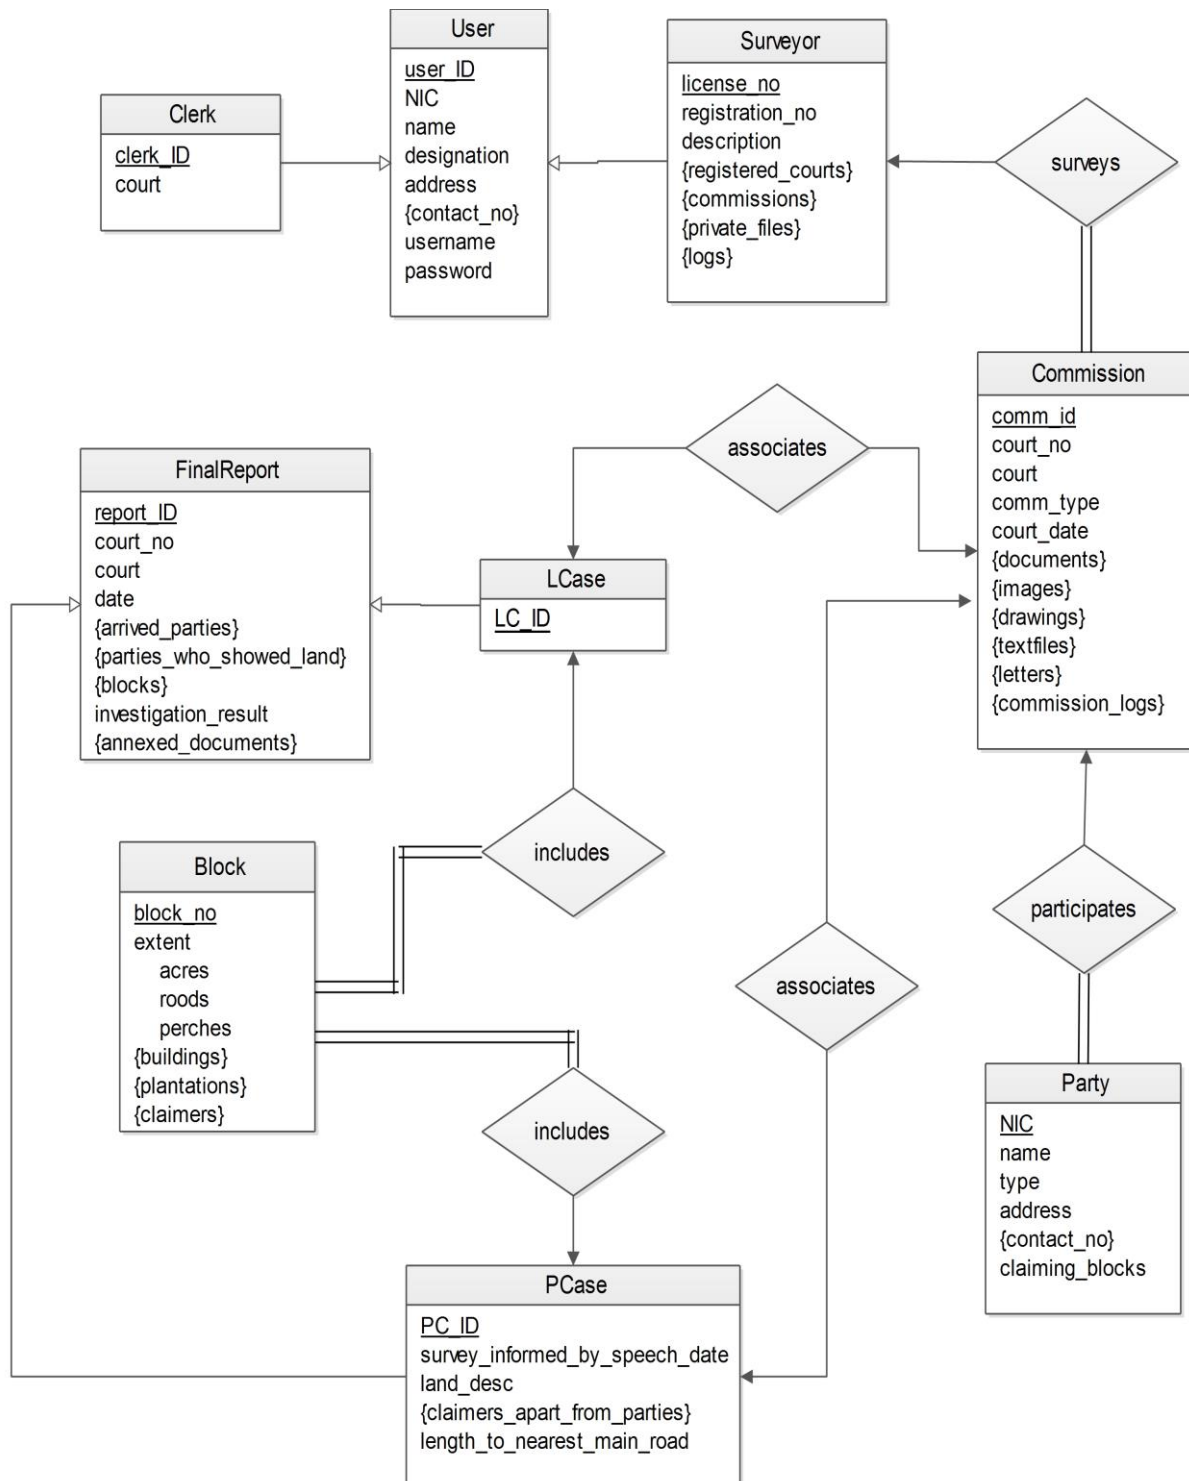 User
user_ID
NIC
name
designation
address
{contact_no}
username
password
Surveyor
license_no
registration_no
description
{registered_courts}
{commissions}
{private_files}
{logs}
Clerk
clerk_ID
court
surveys
Commission
comm_id
court_no
court
comm_type
court_date
{documents}
{images}
{drawings}
{textfiles}
{letters}
{commission_logs}
associates
FinalReport
report_ID
court_no
court
date
{arrived_parties}
{parties_who_showed_land}
{blocks}
investigation_result
{annexed_documents}
LCase
LC_ID
includes
Block
block_no
extent
acres
roods
perches
{buildings}
{plantations}
{claimers}
participates
associates
includes
Party
NIC
name
type
address
{contact_no}
claiming_blocks
PCase
PC_ID
survey_informed_by_speech_date
land_desc
{claimers_apart_from_parties}
length_to_nearest_main_road